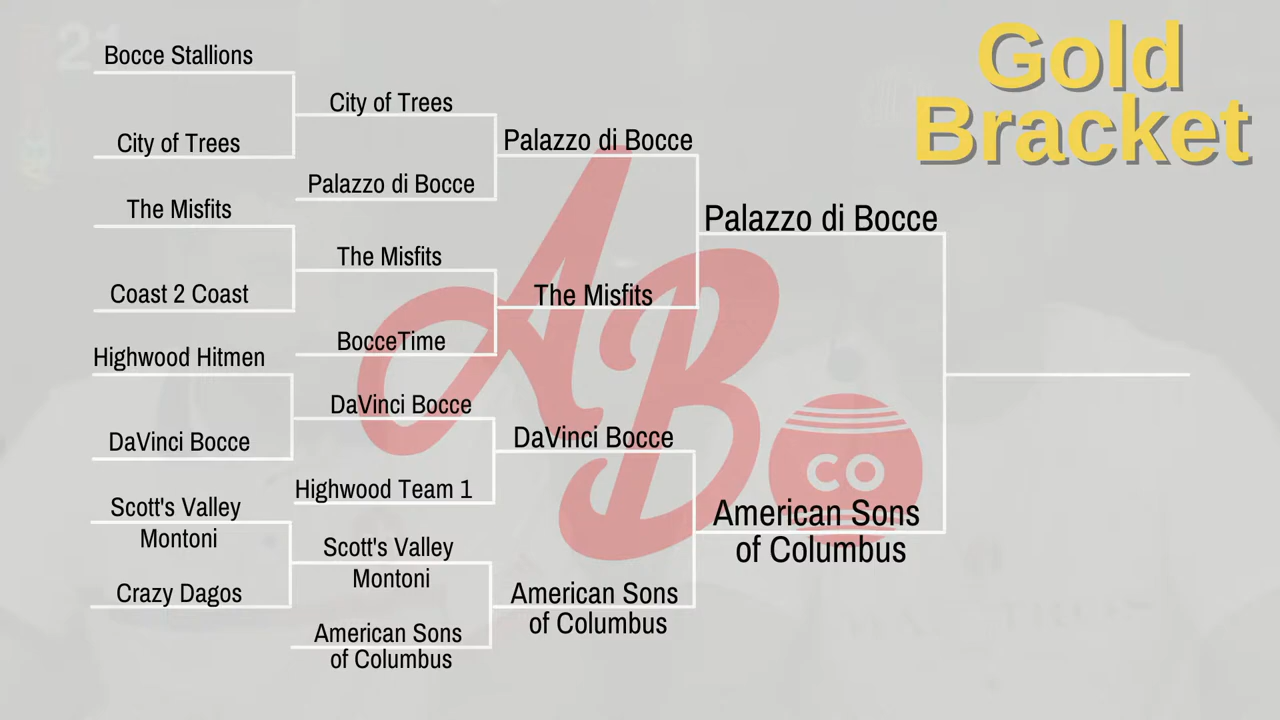 Gold
Bracket
Bocce Stallions
City of Trees
The Misfits
Coast 2 Coast
Highwood Hitmen
DaVinci Bocce
Scott's Valley
Montoni
Crazy Dagos
City of Trees
Palazzo di Bocce
The Misfits
BocceTime
DaVinci Bocce
Highwood Team 1
Scott's Valley
Montoni
American Sons
of Columbus
Palazzo di Bocce
The Misfits
DaVinci Bocce
American Sons
of Columbus
Palazzo di Bocce
American Sons
of Columbus
AB
CO